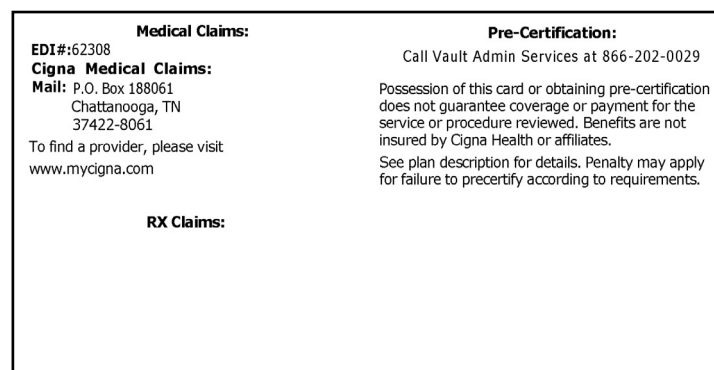 Medical Claims:
EDI#:62308
Cigna Medical Claims:
Mail: P.O. Box 188061
Chattanooga, TN
37422-8061
To find a provider, please visit
www.mycigna.com
RX Claims:
Pre-Certification:
Call Vault Admin Services at 866-202-0029
Possession of this card or obtaining pre-certification
does not guarantee coverage or payment for the
service or procedure reviewed. Benefits are not
insured by Cigna Health or affiliates.
See plan description for details. Penalty may apply
for failure to precertify according to requirements.